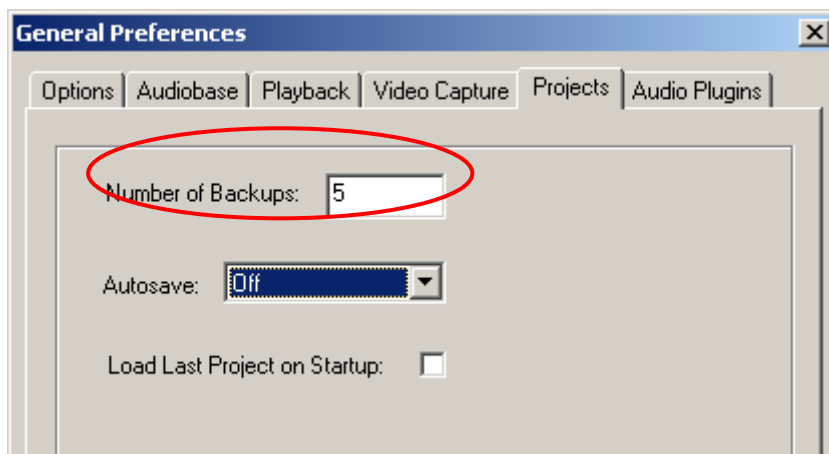 General Preferences
Options Audiobase Playback Video Capture Projects Audio Plugins
Number of Backups: 5
Autosave: Off
Load Last Project on Startup: